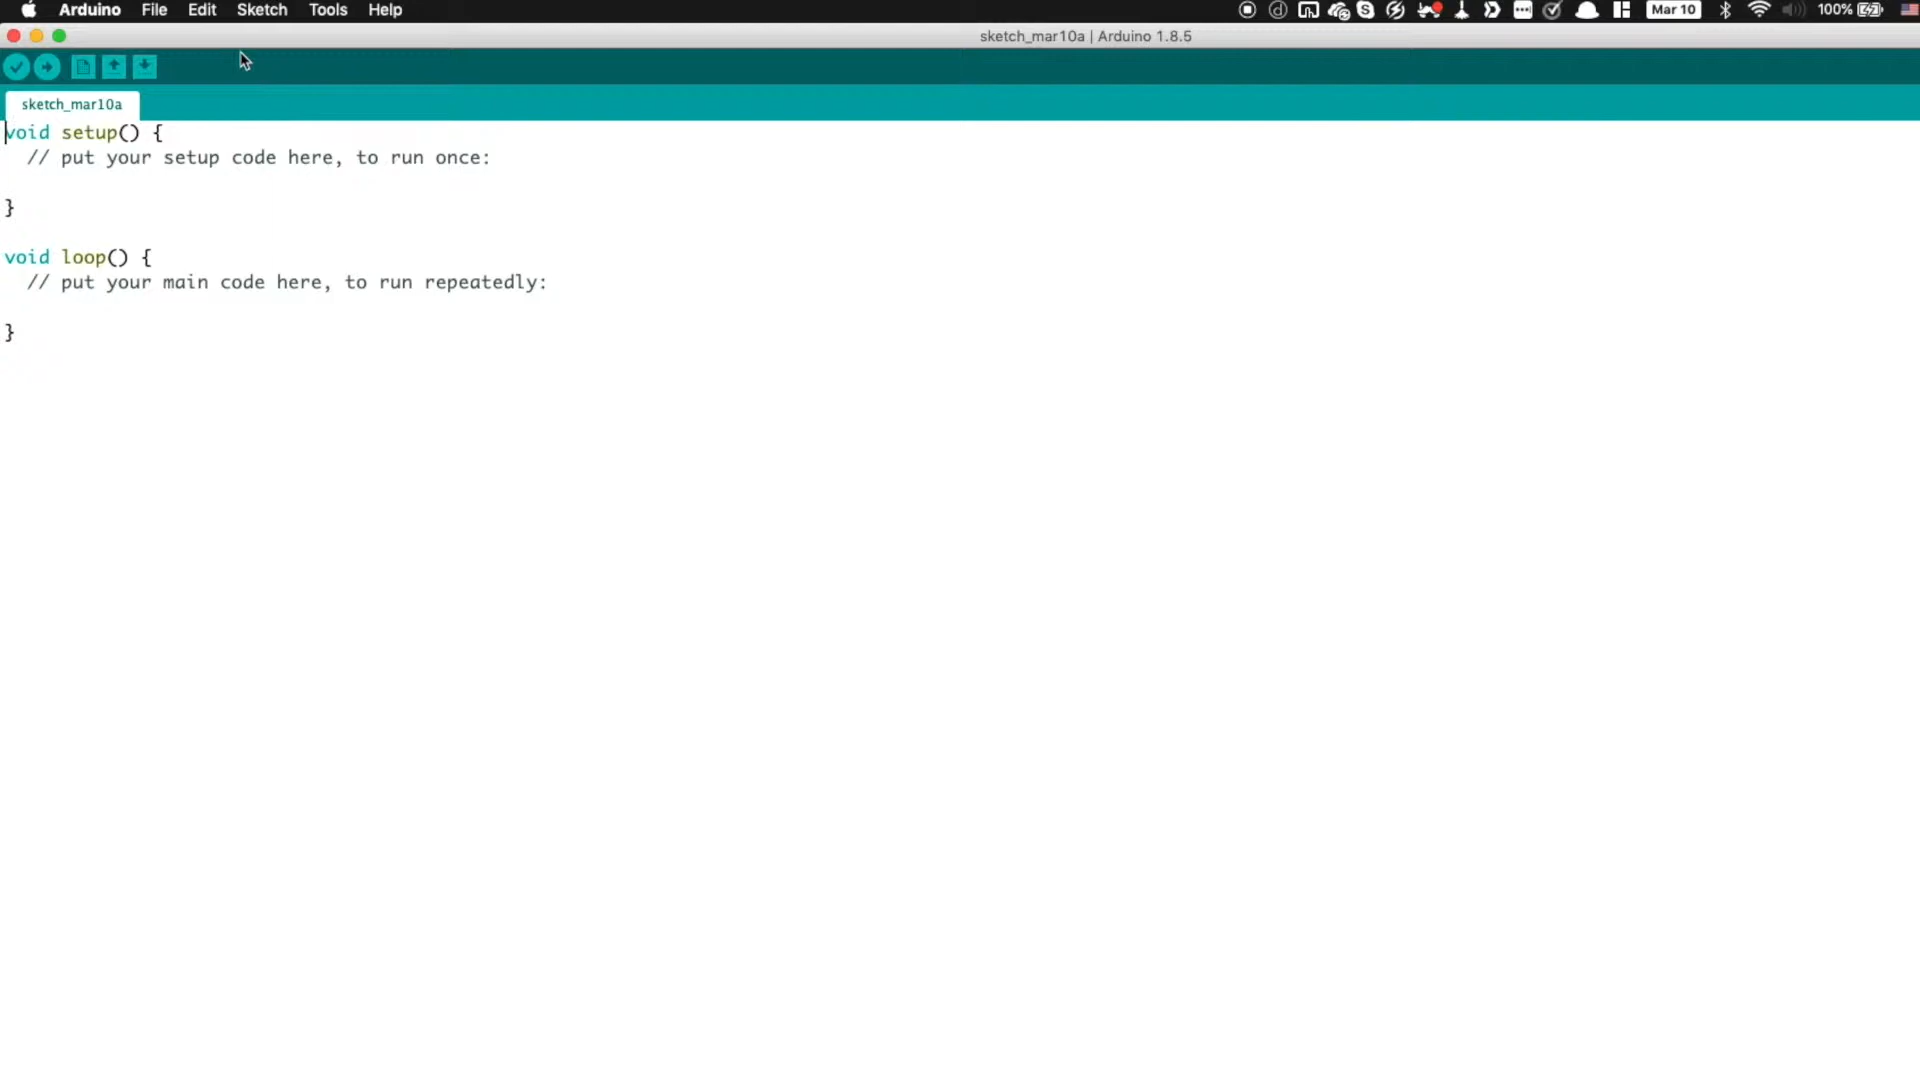 Arduino File Edit Sketch Tools Help Mar 10 100%
sketch_mar10a | Arduino 1.8.5
sketch_mar10a
void setup() {
  // put your setup code here, to run once:
}
void loop() {
  // put your main code here, to run repeatedly:
}